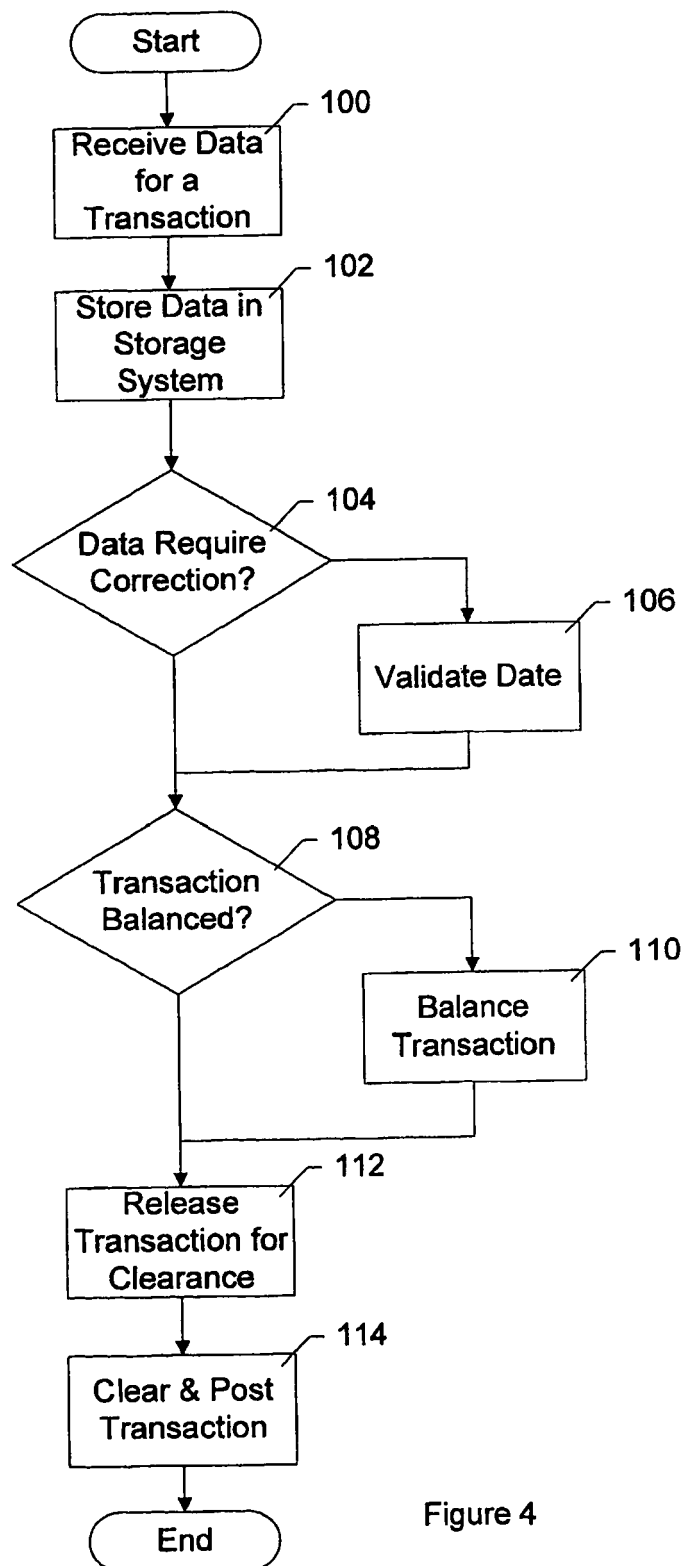 Start
100
Receive Data
for a
Transaction
102
Store Data in
Storage
System
104
Data Require
Correction?
106
Validate Date
108
Transaction
Balanced?
110
Balance
Transaction
112
Release
Transaction for
Clearance
114
Clear & Post
Transaction
End
Figure 4